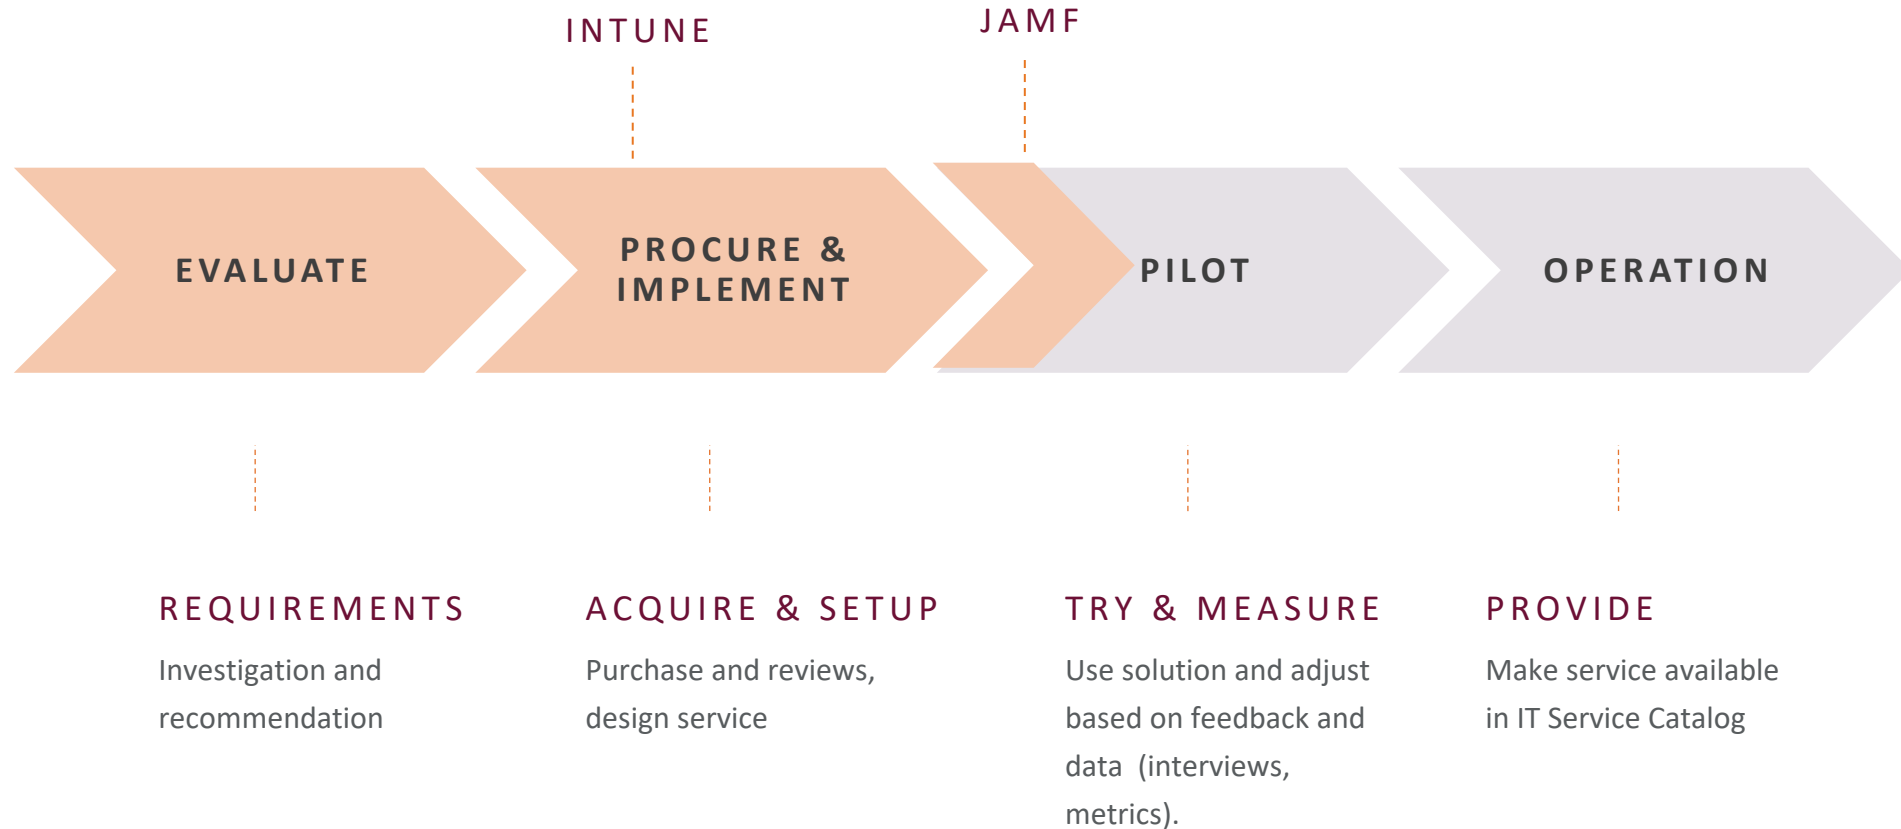 INTUNE
JAMF
EVALUATE
PROCURE &
IMPLEMENT
PILOT
OPERATION
REQUIREMENTS
Investigation and
recommendation
ACQUIRE & SETUP
Purchase and reviews,
design service
TRY & MEASURE
Use solution and adjust
based on feedback and
data  (interviews,
metrics).
PROVIDE
Make service available
in IT Service Catalog